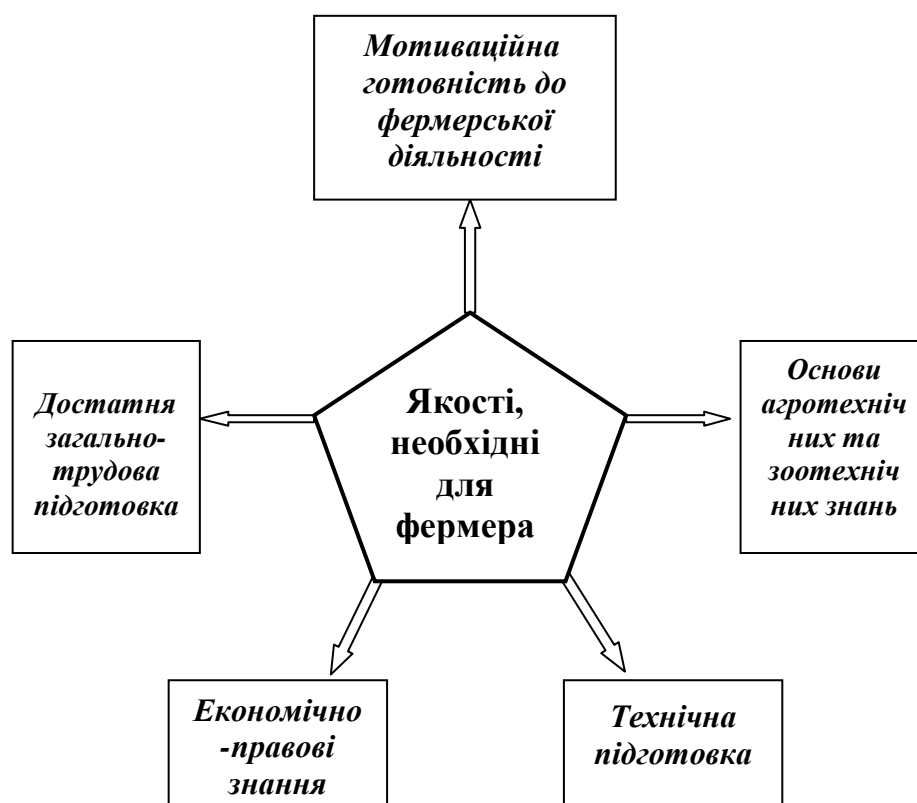 Мотиваційна
готовність до
фермерської
діяльності
Достатня
загально-
трудова
підготовка
Якості,
необхідні
для
фермера
Основи
агротехніч
них та
зоотехніч
них знань
Економічно
-правові
знання
Технічна
підготовка